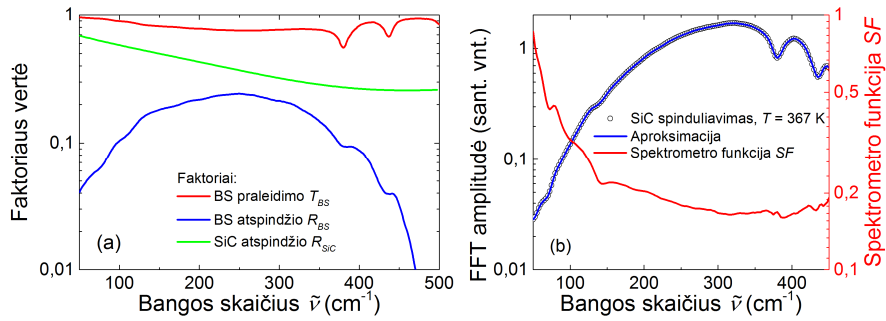 Faktoriaus vertė
1
0,1
0,01
Faktoriai:
BS praleidimo T_BS
BS atspindžio R_BS
SiC atspindžio R_SiC
(a)
100 200 300 400 500
Bangos skaičius ν̃ (cm⁻¹)
FFT amplitudė (sant. vnt.)
1
0,1
0,01
SiC spinduliavimas, T = 367 K
Aproksimacija
Spektrometro funkcija SF
(b)
100 200 300 400
Bangos skaičius ν̃ (cm⁻¹)
1
0,5
0,2
0,1
Spektrometro funkcija SF